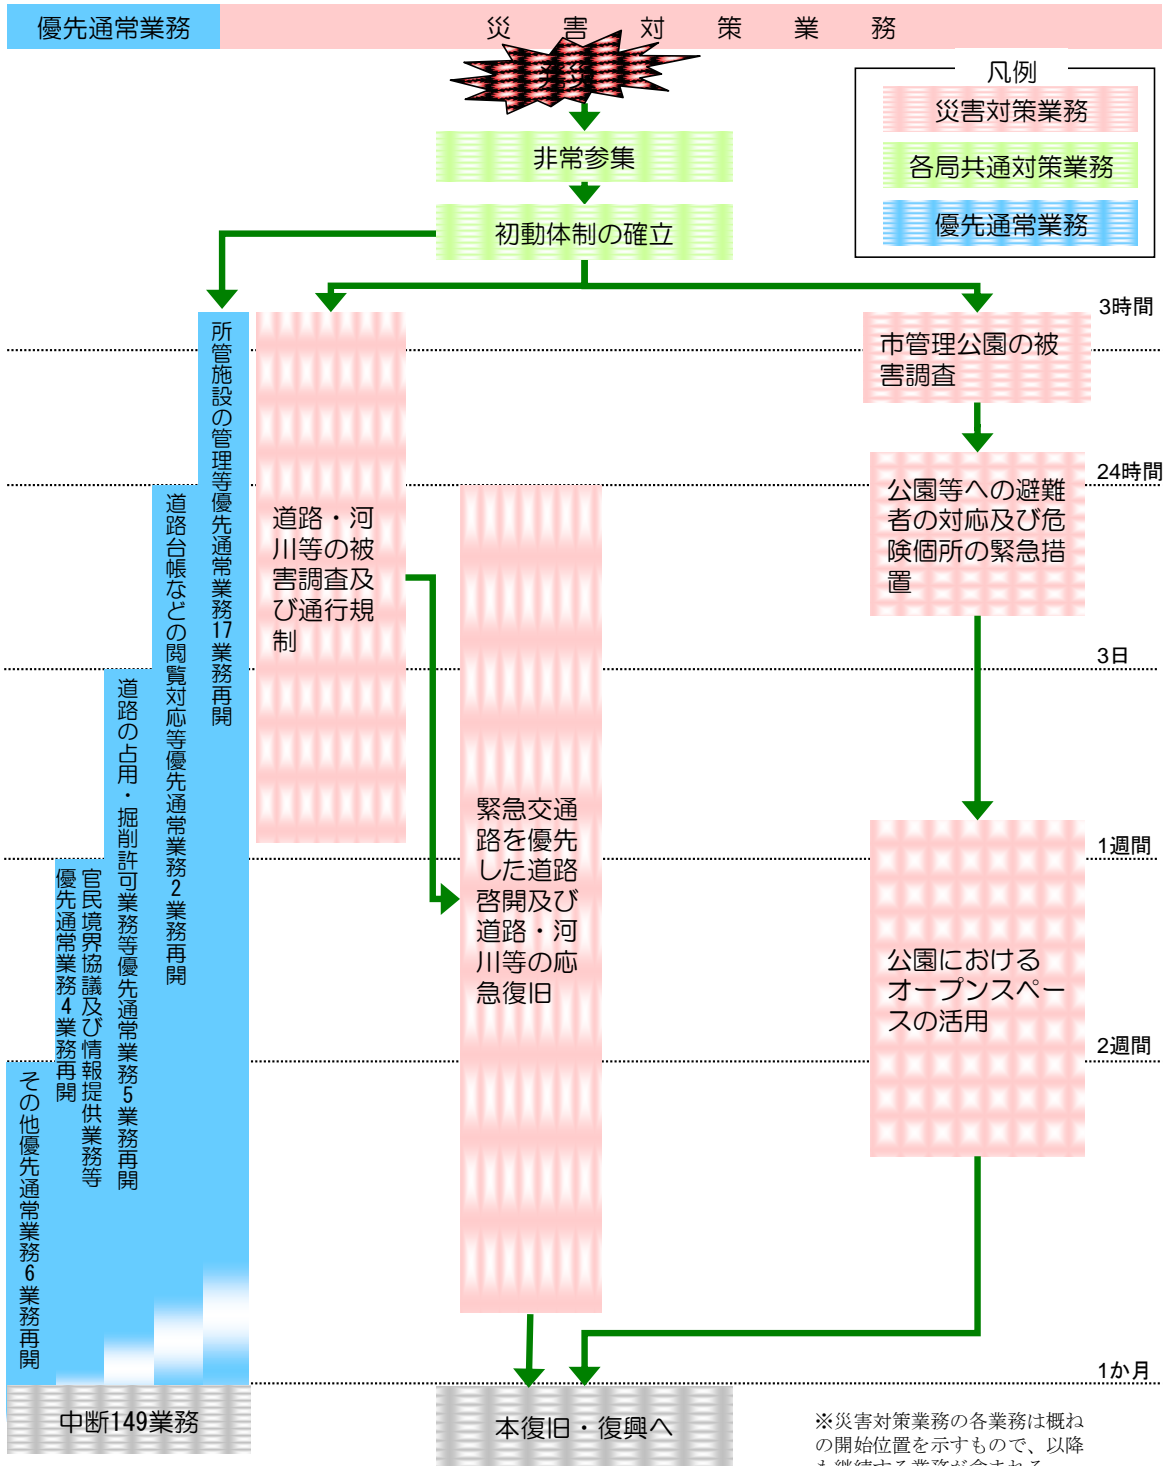 優先通常業務
災害対策業務
発災
凡例
災害対策業務
各局共通対策業務
優先通常業務
非常参集
初動体制の確立
3時間
24時間
3日
1週間
2週間
1か月
所管施設の管理等優先通常業務17業務再開
道路台帳などの閲覧対応等優先通常業務2業務再開
道路の占用・掘削許可業務等優先通常業務5業務再開
官民境界協議及び情報提供業務等
優先通常業務4業務再開
その他優先通常業務6業務再開
中断149業務
道路・河
川等の被
害調査及
び通行規
制
緊急交通
路を優先
した道路
啓開及び
道路・河
川等の応
急復旧
市管理公園の被
害調査
公園等への避難
者の対応及び危
険個所の緊急措
置
公園における
オープンスペー
スの活用
本復旧・復興へ
※災害対策業務の各業務は概ね
の開始位置を示すもので、以降
も継続する業務が含まれる